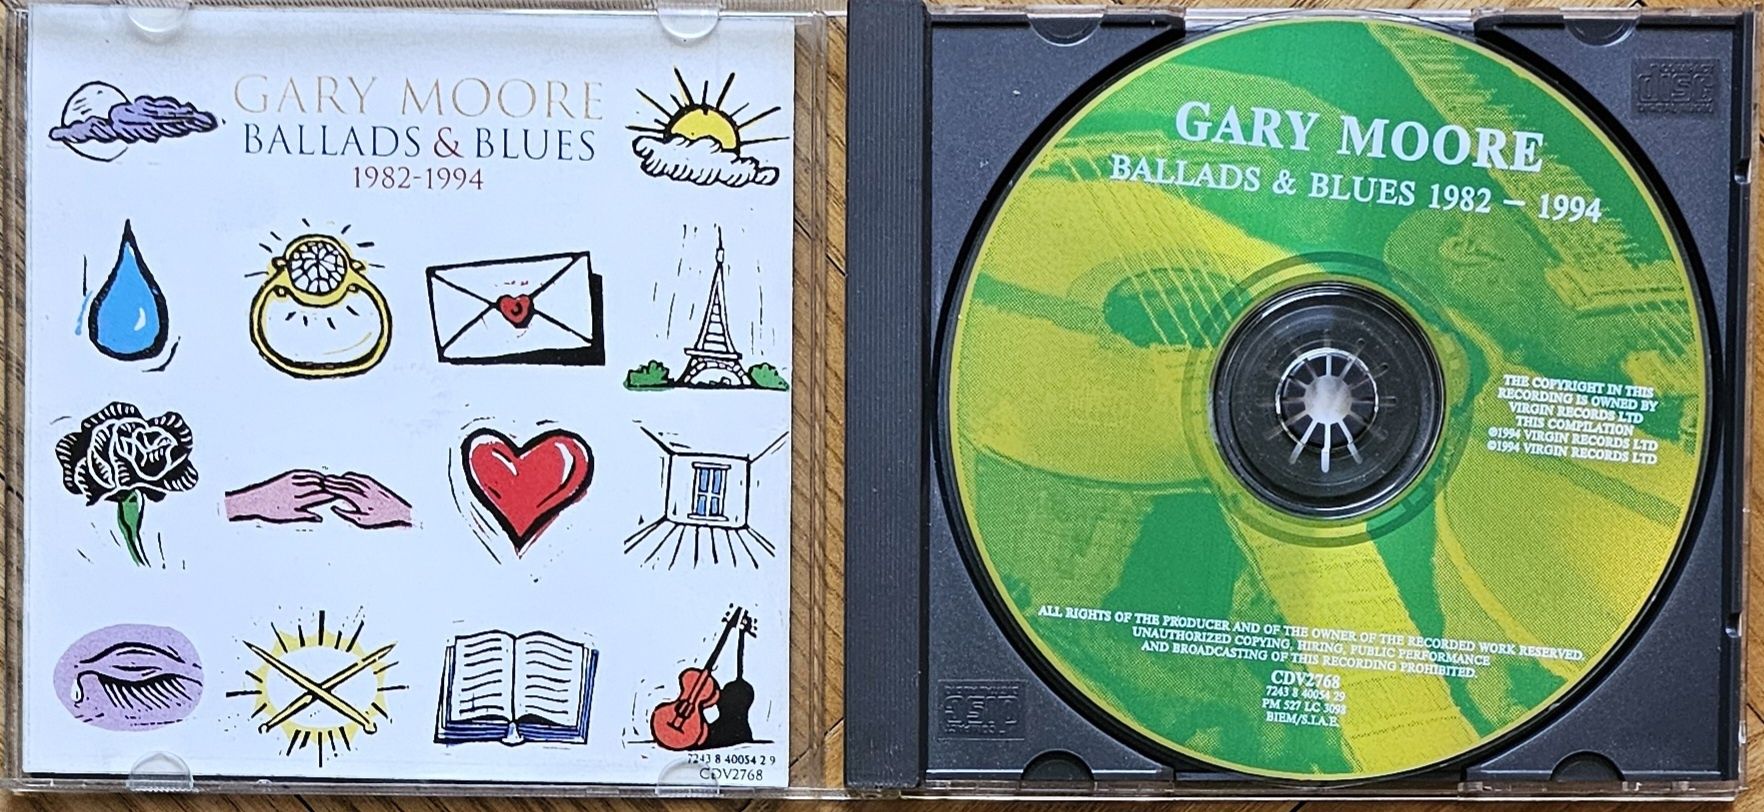 GARY MOORE
BALLADS & BLUES
1982-1994
7243 8 40054 2 9
CDV2768
GARY MOORE
BALLADS & BLUES 1982 – 1994
THE COPYRIGHT IN THIS
RECORDING IS OWNED BY
VIRGIN RECORDS LTD
THIS COMPILATION
℗1994 VIRGIN RECORDS LTD
©1994 VIRGIN RECORDS LTD
ALL RIGHTS OF THE PRODUCER AND OF THE OWNER OF THE RECORDED WORK RESERVED
UNAUTHORIZED COPYING, HIRING, PUBLIC PERFORMANCE
AND BROADCASTING OF THIS RECORDING PROHIBITED.
CDV2768
7243 8 40054 29
PM 527 LC 3098
BIEM/S.I.A.E.
disc